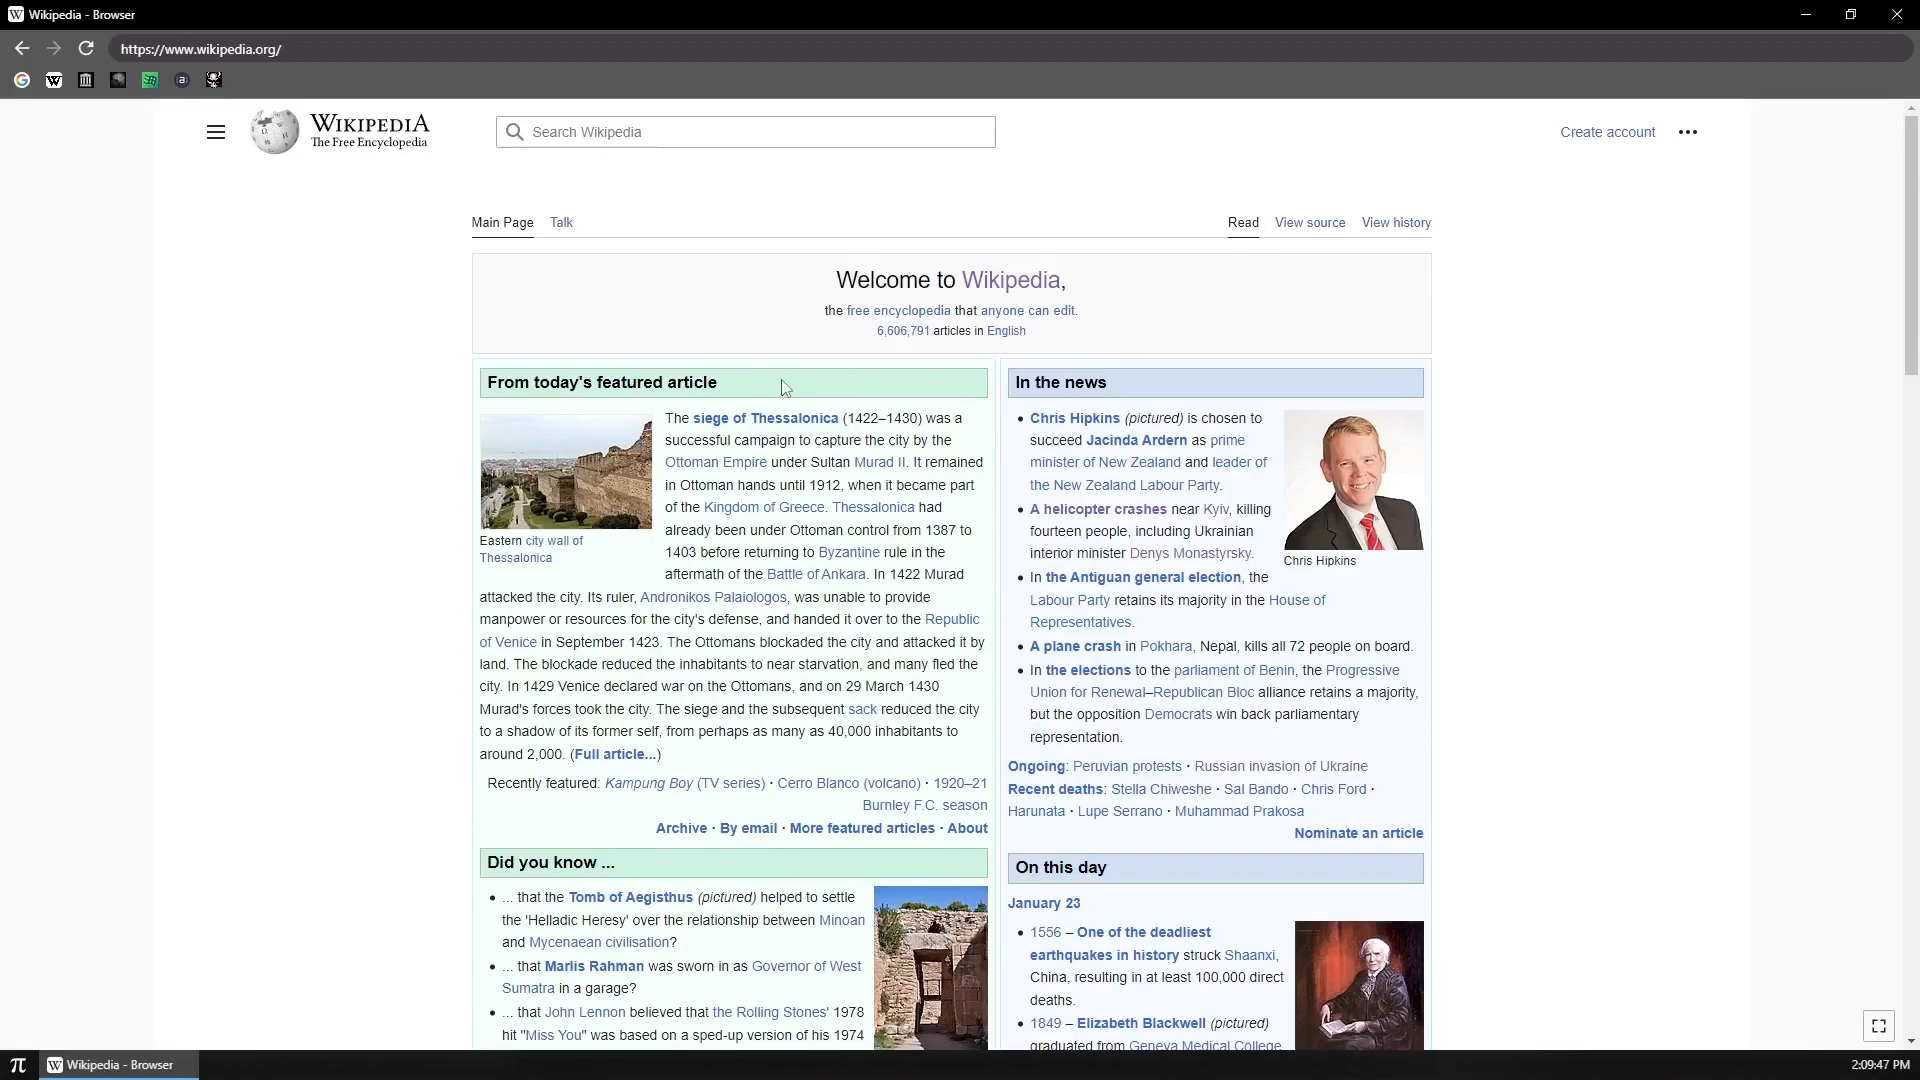 Wikipedia - Browser
https://www.wikipedia.org/
WIKIPEDIA
The Free Encyclopedia
Search Wikipedia
Create account
Main Page Talk
Read View source View history
Welcome to Wikipedia,
the free encyclopedia that anyone can edit.
6,606,791 articles in English
From today's featured article
The siege of Thessalonica (1422–1430) was a
successful campaign to capture the city by the
Ottoman Empire under Sultan Murad II. It remained
in Ottoman hands until 1912, when it became part
of the Kingdom of Greece. Thessalonica had
already been under Ottoman control from 1387 to
1403 before returning to Byzantine rule in the
aftermath of the Battle of Ankara. In 1422 Murad
Eastern city wall of
Thessalonica
attacked the city. Its ruler, Andronikos Palaiologos, was unable to provide
manpower or resources for the city's defense, and handed it over to the Republic
of Venice in September 1423. The Ottomans blockaded the city and attacked it by
land. The blockade reduced the inhabitants to near starvation, and many fled the
city. In 1429 Venice declared war on the Ottomans, and on 29 March 1430
Murad's forces took the city. The siege and the subsequent sack reduced the city
to a shadow of its former self, from perhaps as many as 40,000 inhabitants to
around 2,000. (Full article...)
Recently featured: Kampung Boy (TV series) · Cerro Blanco (volcano) · 1920–21
Burnley F.C. season
Archive · By email · More featured articles · About
Did you know ...
... that the Tomb of Aegisthus (pictured) helped to settle
the 'Helladic Heresy' over the relationship between Minoan
and Mycenaean civilisation?
... that Marlis Rahman was sworn in as Governor of West
Sumatra in a garage?
... that John Lennon believed that the Rolling Stones' 1978
hit "Miss You" was based on a sped-up version of his 1974
In the news
Chris Hipkins (pictured) is chosen to
succeed Jacinda Ardern as prime
minister of New Zealand and leader of
the New Zealand Labour Party.
A helicopter crashes near Kyiv, killing
fourteen people, including Ukrainian
interior minister Denys Monastyrsky.
Chris Hipkins
In the Antiguan general election, the
Labour Party retains its majority in the House of
Representatives.
A plane crash in Pokhara, Nepal, kills all 72 people on board.
In the elections to the parliament of Benin, the Progressive
Union for Renewal–Republican Bloc alliance retains a majority,
but the opposition Democrats win back parliamentary
representation.
Ongoing: Peruvian protests · Russian invasion of Ukraine
Recent deaths: Stella Chiweshe · Sal Bando · Chris Ford ·
Harunata · Lupe Serrano · Muhammad Prakosa
Nominate an article
On this day
January 23
1556 – One of the deadliest
earthquakes in history struck Shaanxi,
China, resulting in at least 100,000 direct
deaths.
1849 – Elizabeth Blackwell (pictured)
graduated from Geneva Medical College
π Wikipedia - Browser
2:09:47 PM